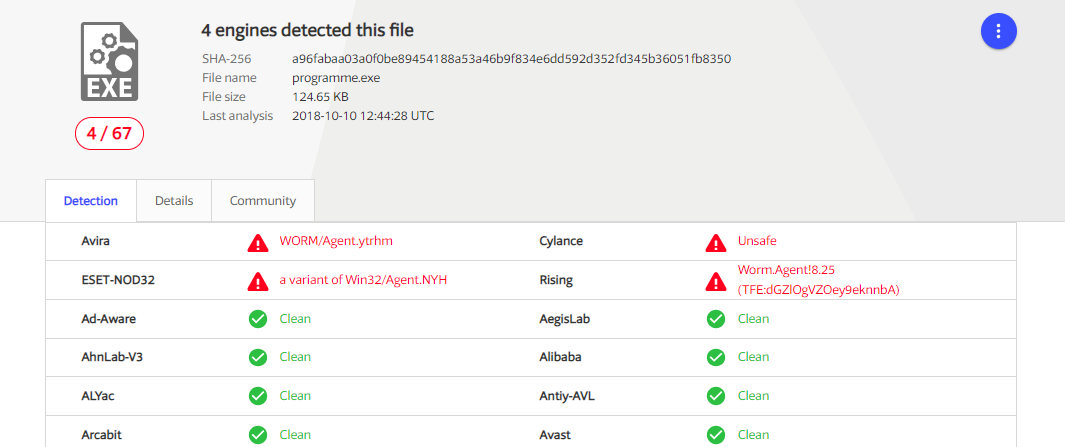 4 engines detected this file
SHA-256 a96fabaa03a0f0be89454188a53a46b9f834e6dd592d352fd345b36051fb8350
File name programme.exe
File size 124.65 KB
Last analysis 2018-10-10 12:44:28 UTC
EXE
4 / 67
Detection Details Community
Avira WORM/Agent.ytrhm Cylance Unsafe
ESET-NOD32 a variant of Win32/Agent.NYH Rising Worm.Agent!8.25
(TFE:dGZlOgVZOey9eknnbA)
Ad-Aware Clean AegisLab Clean
AhnLab-V3 Clean Alibaba Clean
ALYac Clean Antiy-AVL Clean
Arcabit Clean Avast Clean